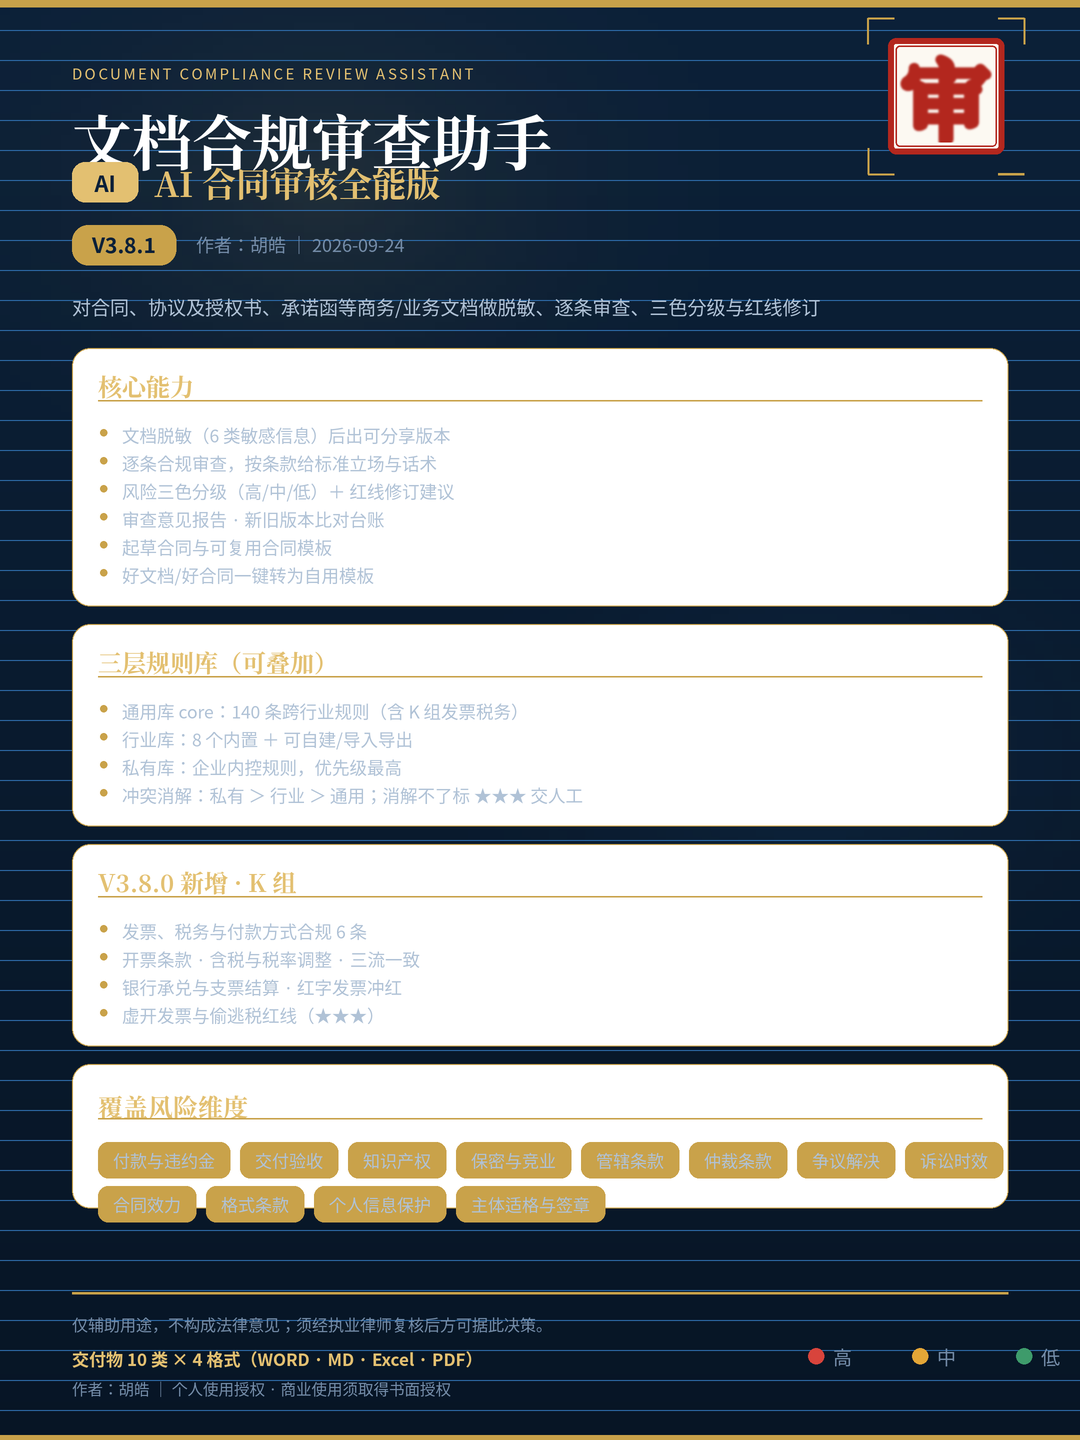 DOCUMENT COMPLIANCE REVIEW ASSISTANT
审
文档合规审查助手
AI AI 合同审核全能版
V3.8.1 作者：胡皓 ｜ 2026-09-24
对合同、协议及授权书、承诺函等商务/业务文档做脱敏、逐条审查、三色分级与红线修订
核心能力
• 文档脱敏（6 类敏感信息）后出可分享版本
• 逐条合规审查，按条款给标准立场与话术
• 风险三色分级（高/中/低）＋ 红线修订建议
• 审查意见报告 · 新旧版本比对台账
• 起草合同与可复用合同模板
• 好文档/好合同一键转为自用模板
三层规则库（可叠加）
• 通用库 core：140 条跨行业规则（含 K 组发票税务）
• 行业库：8 个内置 ＋ 可自建/导入导出
• 私有库：企业内控规则，优先级最高
• 冲突消解：私有 ＞ 行业 ＞ 通用；消解不了标 ★★★ 交人工
V3.8.0 新增 · K 组
• 发票、税务与付款方式合规 6 条
• 开票条款 · 含税与税率调整 · 三流一致
• 银行承兑与支票结算 · 红字发票冲红
• 虚开发票与偷逃税红线（★★★）
覆盖风险维度
付款与违约金 交付验收 知识产权 保密与竞业 管辖条款 仲裁条款 争议解决 诉讼时效
合同效力 格式条款 个人信息保护 主体适格与签章
仅辅助用途，不构成法律意见；须经执业律师复核后方可据此决策。
交付物 10 类 × 4 格式（WORD · MD · Excel · PDF）
高 中 低
作者：胡皓 ｜ 个人使用授权 · 商业使用须取得书面授权